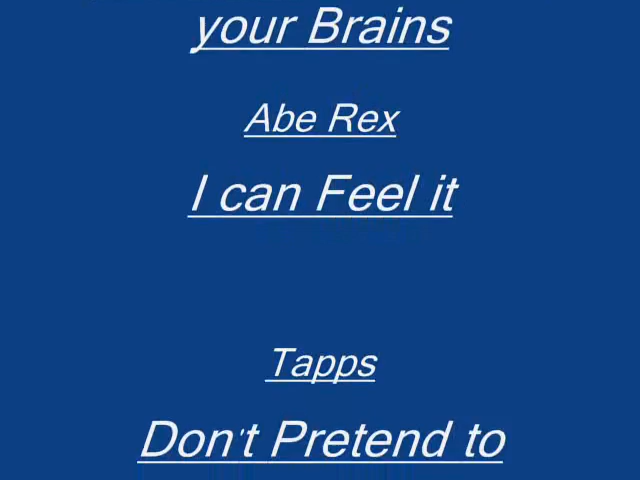 your Brains
Abe Rex
I can Feel it
Tapps
Don't Pretend to